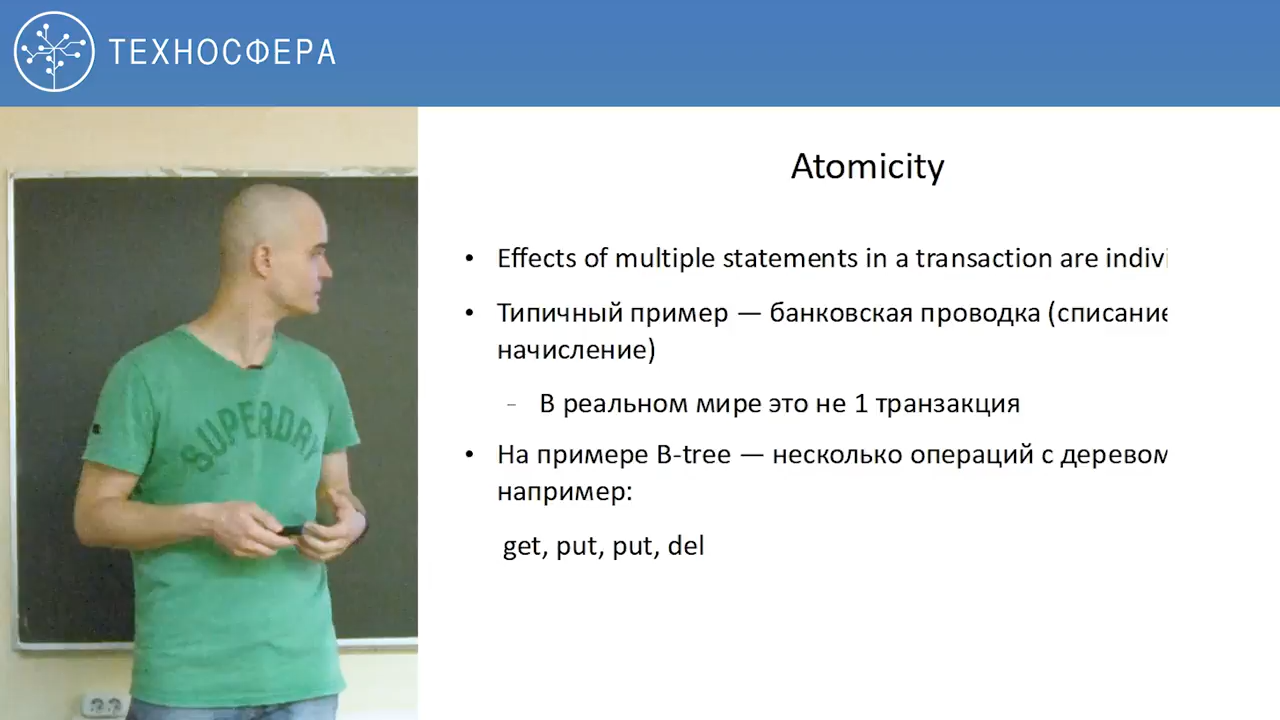 ТЕХНОСФЕРА
Atomicity
• Effects of multiple statements in a transaction are indivi
• Типичный пример — банковская проводка (списание
начисление)
– В реальном мире это не 1 транзакция
• На примере B-tree — несколько операций с деревом
например:
get, put, put, del
SUPERDRY